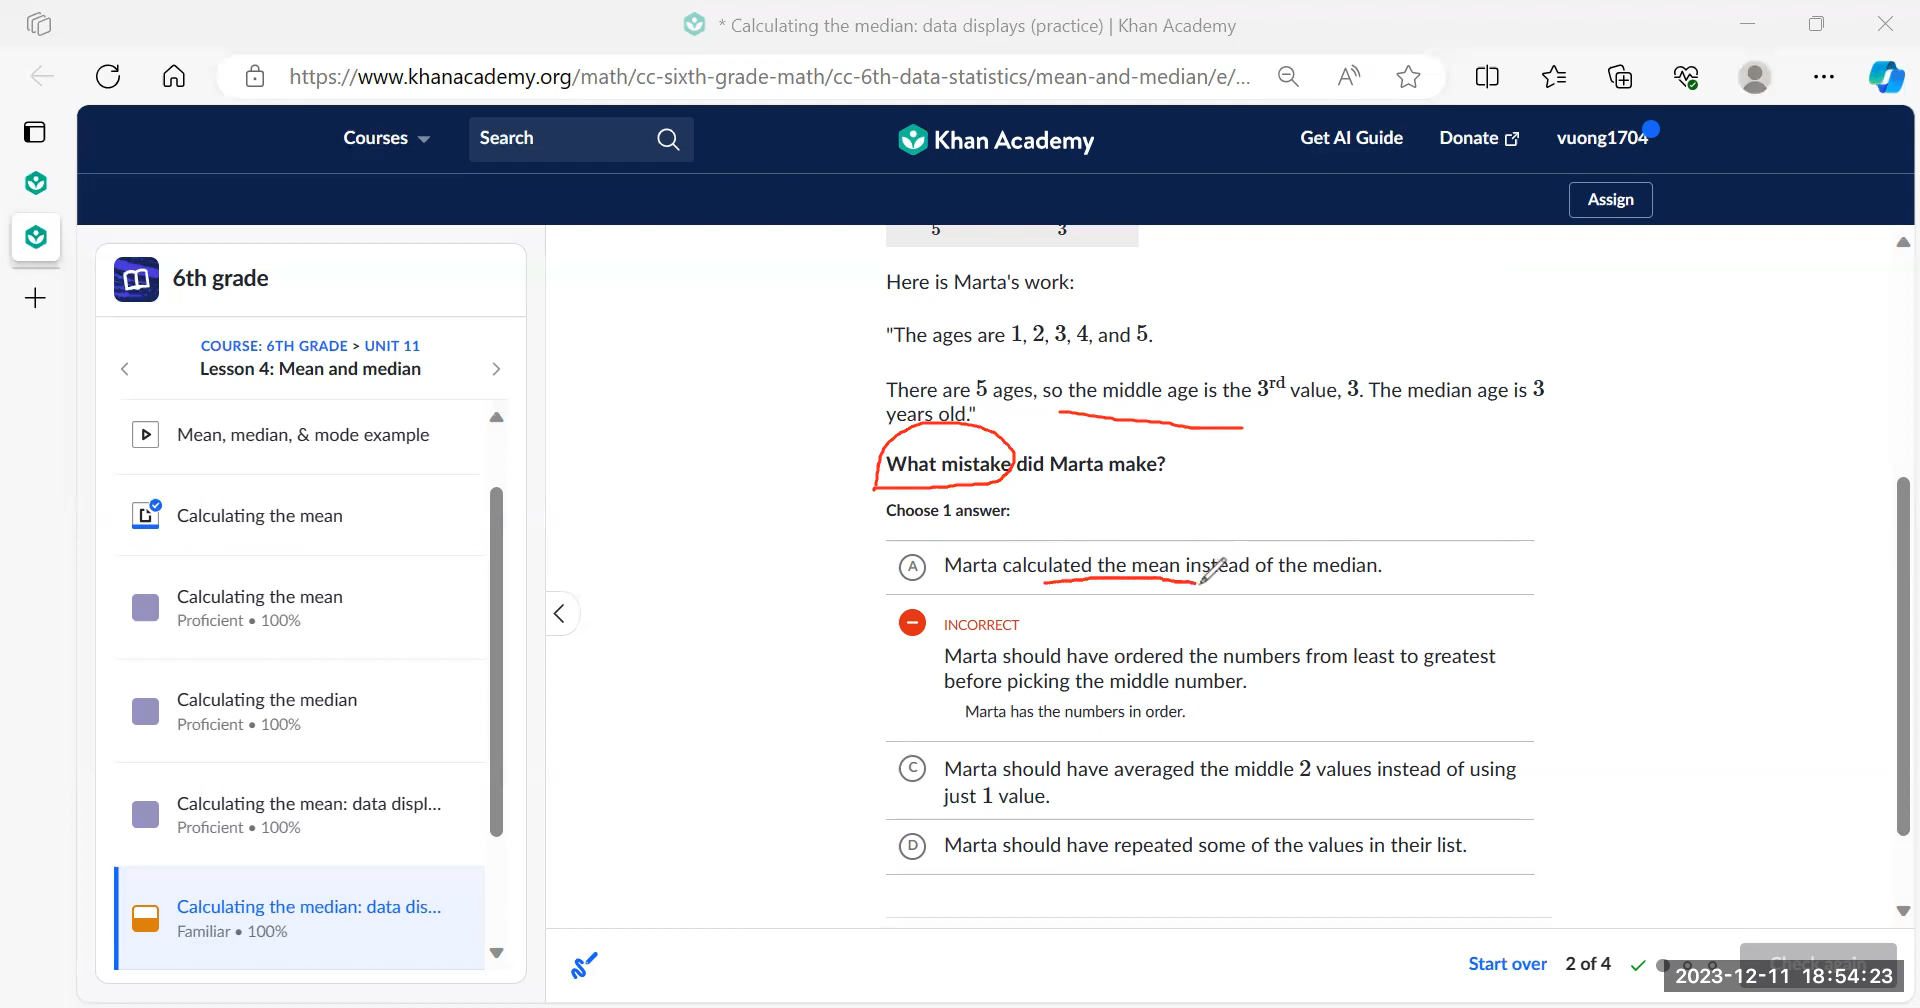 * Calculating the median: data displays (practice) | Khan Academy
https://www.khanacademy.org/math/cc-sixth-grade-math/cc-6th-data-statistics/mean-and-median/e/...
Courses
Search
Khan Academy
Get AI Guide
Donate
vuong1704
Assign
6th grade
COURSE: 6TH GRADE > UNIT 11
Lesson 4: Mean and median
Mean, median, & mode example
Calculating the mean
Calculating the mean
Proficient • 100%
Calculating the median
Proficient • 100%
Calculating the mean: data displ...
Proficient • 100%
Calculating the median: data dis...
Familiar • 100%
5 3
Here is Marta's work:
"The ages are 1, 2, 3, 4, and 5.
There are 5 ages, so the middle age is the 3rd value, 3. The median age is 3
years old."
What mistake did Marta make?
Choose 1 answer:
A Marta calculated the mean instead of the median.
INCORRECT
Marta should have ordered the numbers from least to greatest
before picking the middle number.
Marta has the numbers in order.
C Marta should have averaged the middle 2 values instead of using
just 1 value.
D Marta should have repeated some of the values in their list.
Start over 2 of 4
Check again
2023-12-11 18:54:23